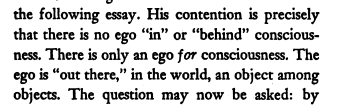 the following essay. His contention is precisely
that there is no ego “in” or “behind” conscious-
ness. There is only an ego for consciousness. The
ego is “out there,” in the world, an object among
objects. The question may now be asked: by